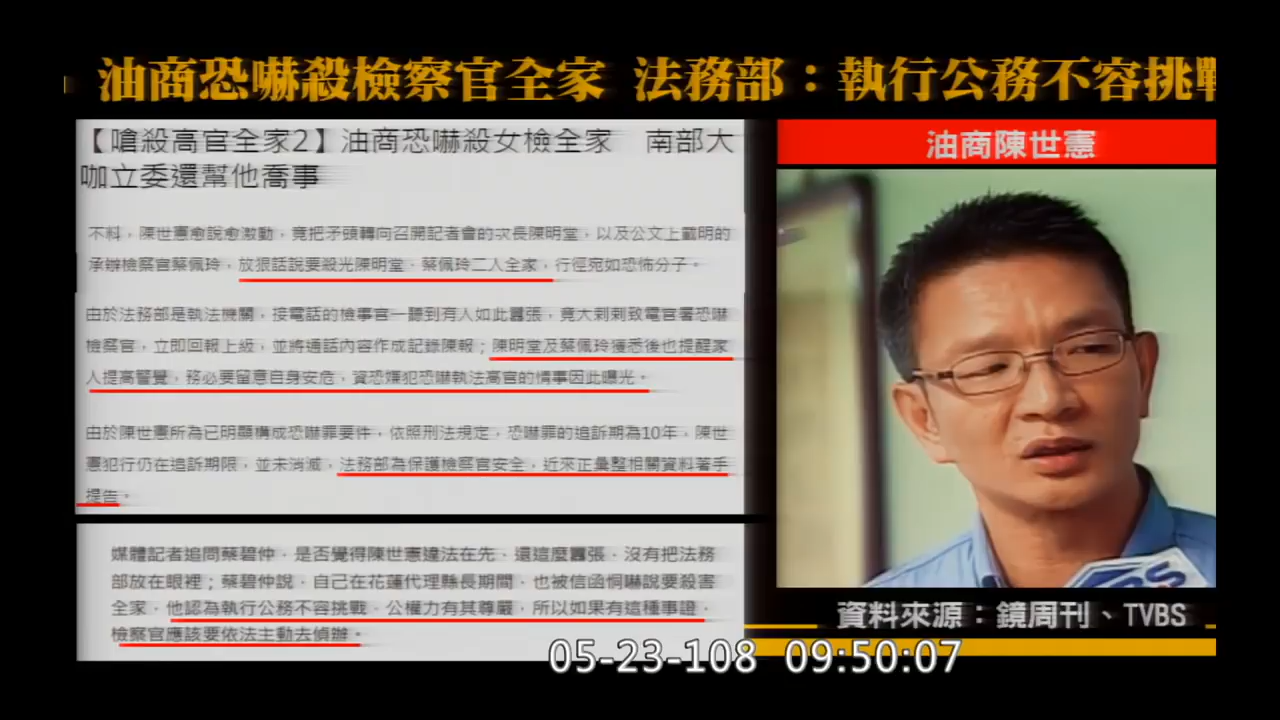 油商恐嚇殺檢察官全家 法務部：執行公務不容挑戰
【嗆殺高官全家2】油商恐嚇殺女檢全家 南部大
咖立委還幫他喬事
不料，陳世憲愈說愈激動，竟把矛頭轉向召開記者會的次長陳明堂，以及公文上載明的
承辦檢察官蔡佩玲，放狠話說要殺光陳明堂、蔡佩玲二人全家，行徑宛如恐怖分子。
由於法務部是執法機關，接電話的檢事官一聽到有人如此囂張，竟大剌剌致電官署恐嚇
檢察官，立即回報上級，並將通話內容作成記錄陳報；陳明堂及蔡佩玲獲悉後也提醒家
人提高警覺，務必要留意自身安危，資恐嫌犯恐嚇執法高官的情事因此曝光。
由於陳世憲所為已明顯構成恐嚇罪要件，依照刑法規定，恐嚇罪的追訴期為10年，陳世
憲犯行仍在追訴期限，並未消滅，法務部為保護檢察官安全，近來正彙整相關資料著手
提告。
媒體記者追問蔡碧仲，是否覺得陳世憲違法在先，還這麼囂張，沒有把法務
部放在眼裡；蔡碧仲說，自己在花蓮代理縣長期間，也被信函恫嚇說要殺害
全家，他認為執行公務不容挑戰，公權力有其尊嚴，所以如果有這種事證，
檢察官應該要依法主動去偵辦。
油商陳世憲
BS
資料來源：鏡周刊、TVBS
05-23-108 09:50:07